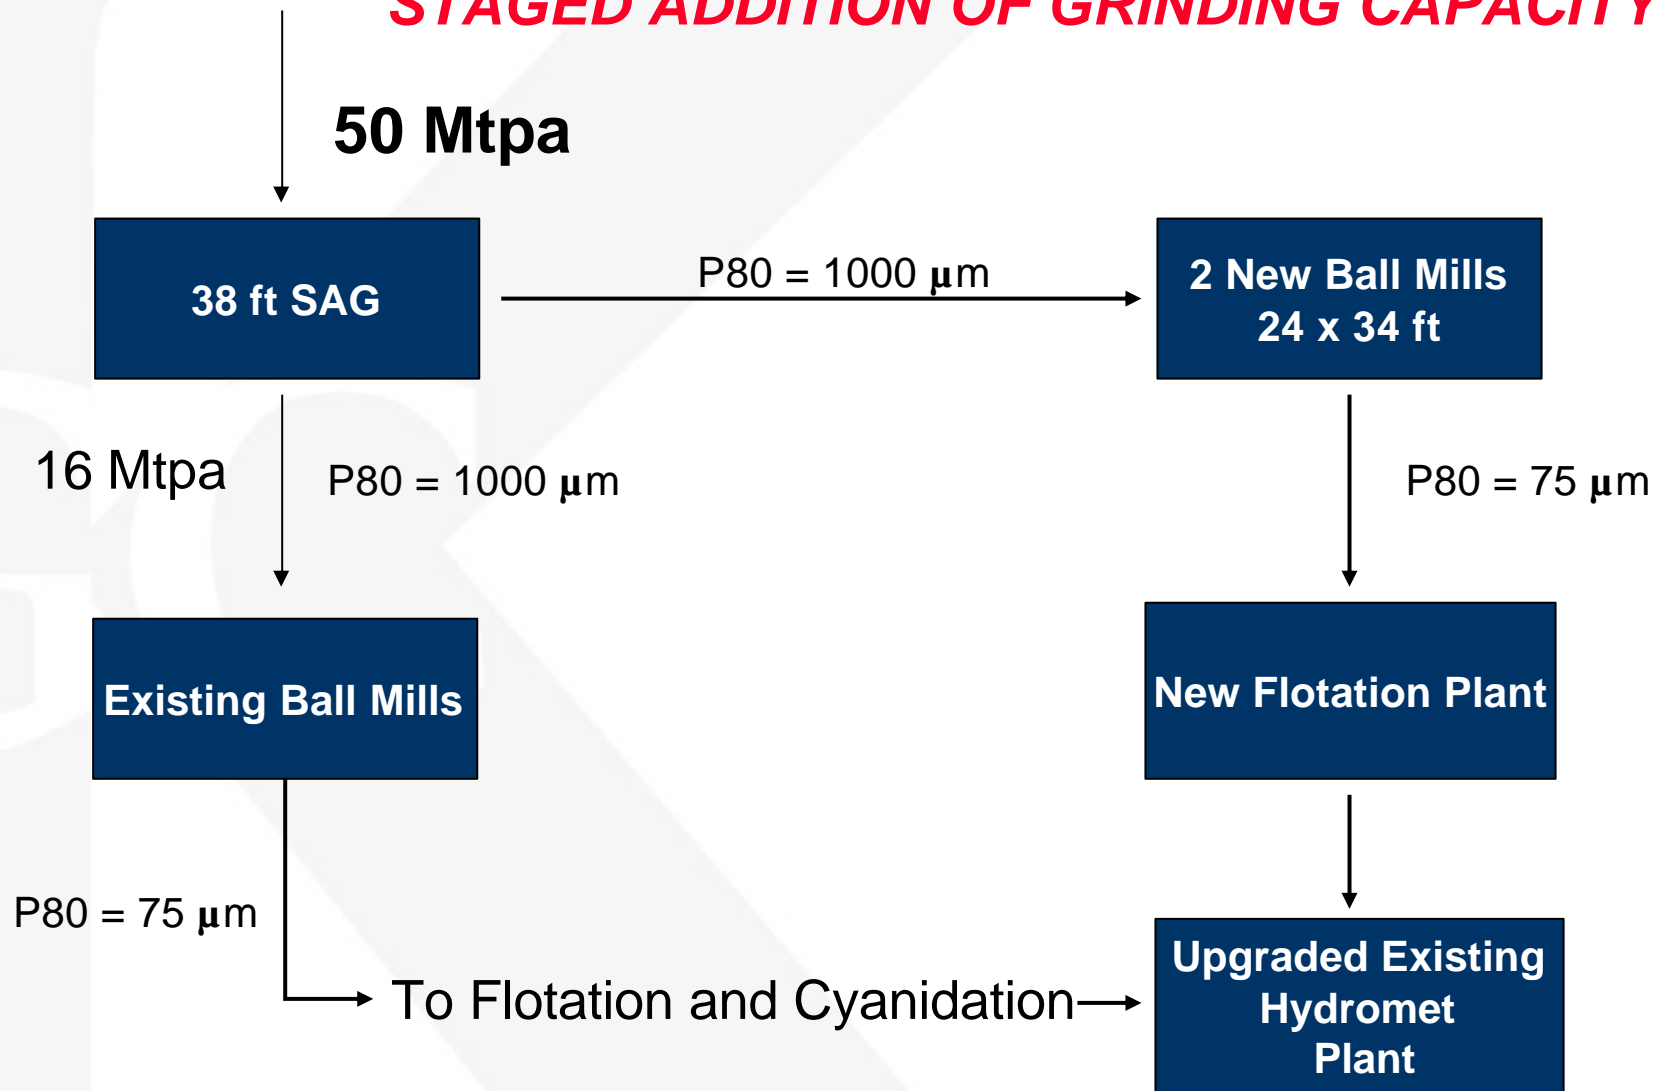 STAGED ADDITION OF GRINDING CAPACITY
50 Mtpa
38 ft SAG
P80 = 1000 µm
2 New Ball Mills
24 x 34 ft
16 Mtpa
P80 = 1000 µm
P80 = 75 µm
Existing Ball Mills
New Flotation Plant
P80 = 75 µm
To Flotation and Cyanidation
Upgraded Existing
Hydromet
Plant